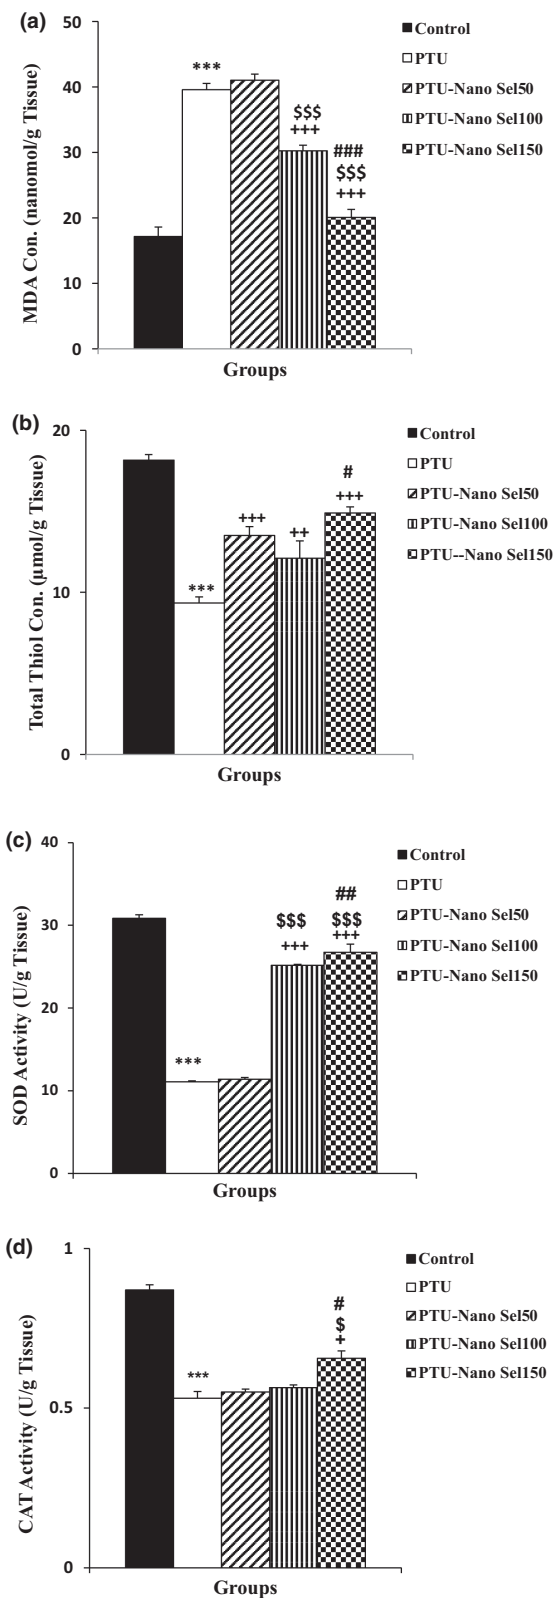 (a)
50
40
30
20
10
0
MDA Con. (nanomol/g Tissue)
***
$$$
+++
###
$$$
+++
Groups
Control
PTU
PTU-Nano Sel50
PTU-Nano Sel100
PTU-Nano Sel150
(b)
20
10
0
Total Thiol Con. (µmol/g Tissue)
***
+++
++
#
+++
Groups
Control
PTU
PTU-Nano Sel50
PTU-Nano Sel100
PTU--Nano Sel150
(c)
40
30
20
10
0
SOD Activity (U/g Tissue)
***
$$$
+++
##
$$$
+++
Groups
Control
PTU
PTU-Nano Sel50
PTU-Nano Sel100
PTU-Nano Sel150
(d)
1
0.5
0
CAT Activity (U/g Tissue)
***
#
$
+
Groups
Control
PTU
PTU-Nano Sel50
PTU-Nano Sel100
PTU-Nano Sel150